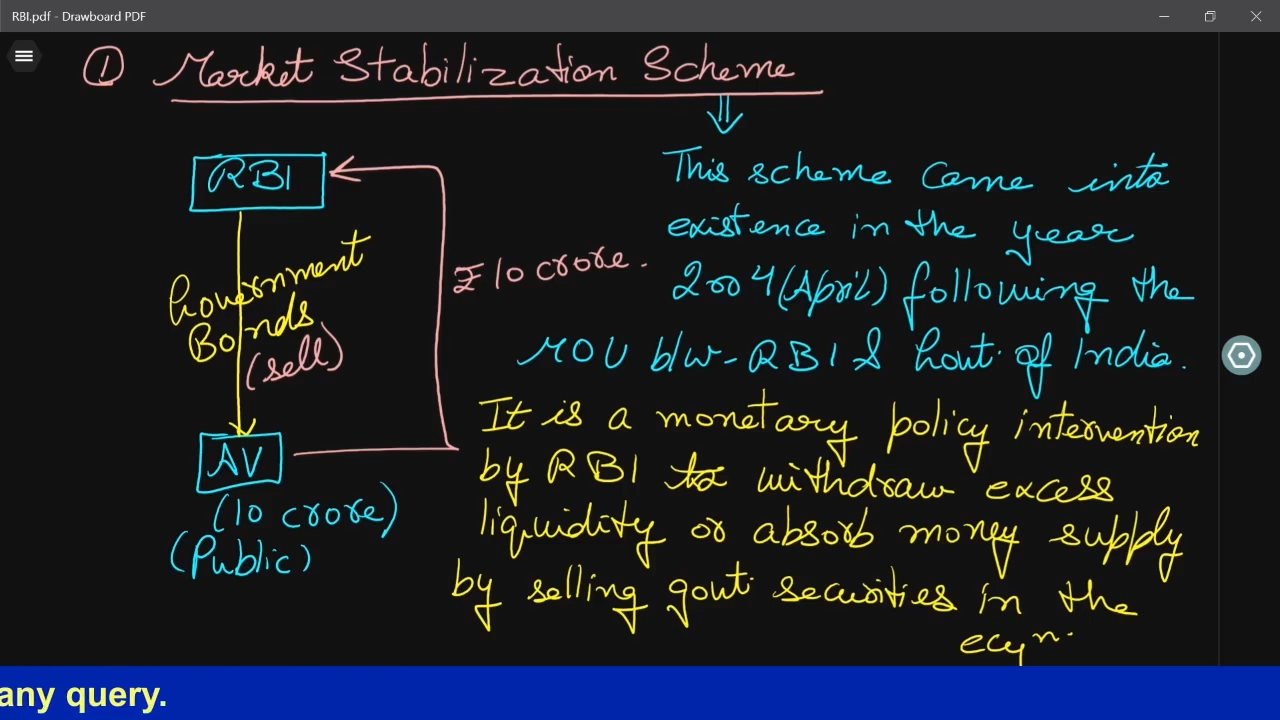 RBI.pdf - Drawboard PDF
① Market Stabilization Scheme
RBI
Government
Bonds
(sell)
AV
(10 crore)
(Public)
₹10 crore.
This scheme came into
existence in the year
2004 (April) following the
MOU b/w - RBI & Govt. of India.
It is a monetary policy intervention
by RBI to withdraw excess
liquidity or absorb money supply
by selling govt. securities in the
ecyⁿ.
any query.